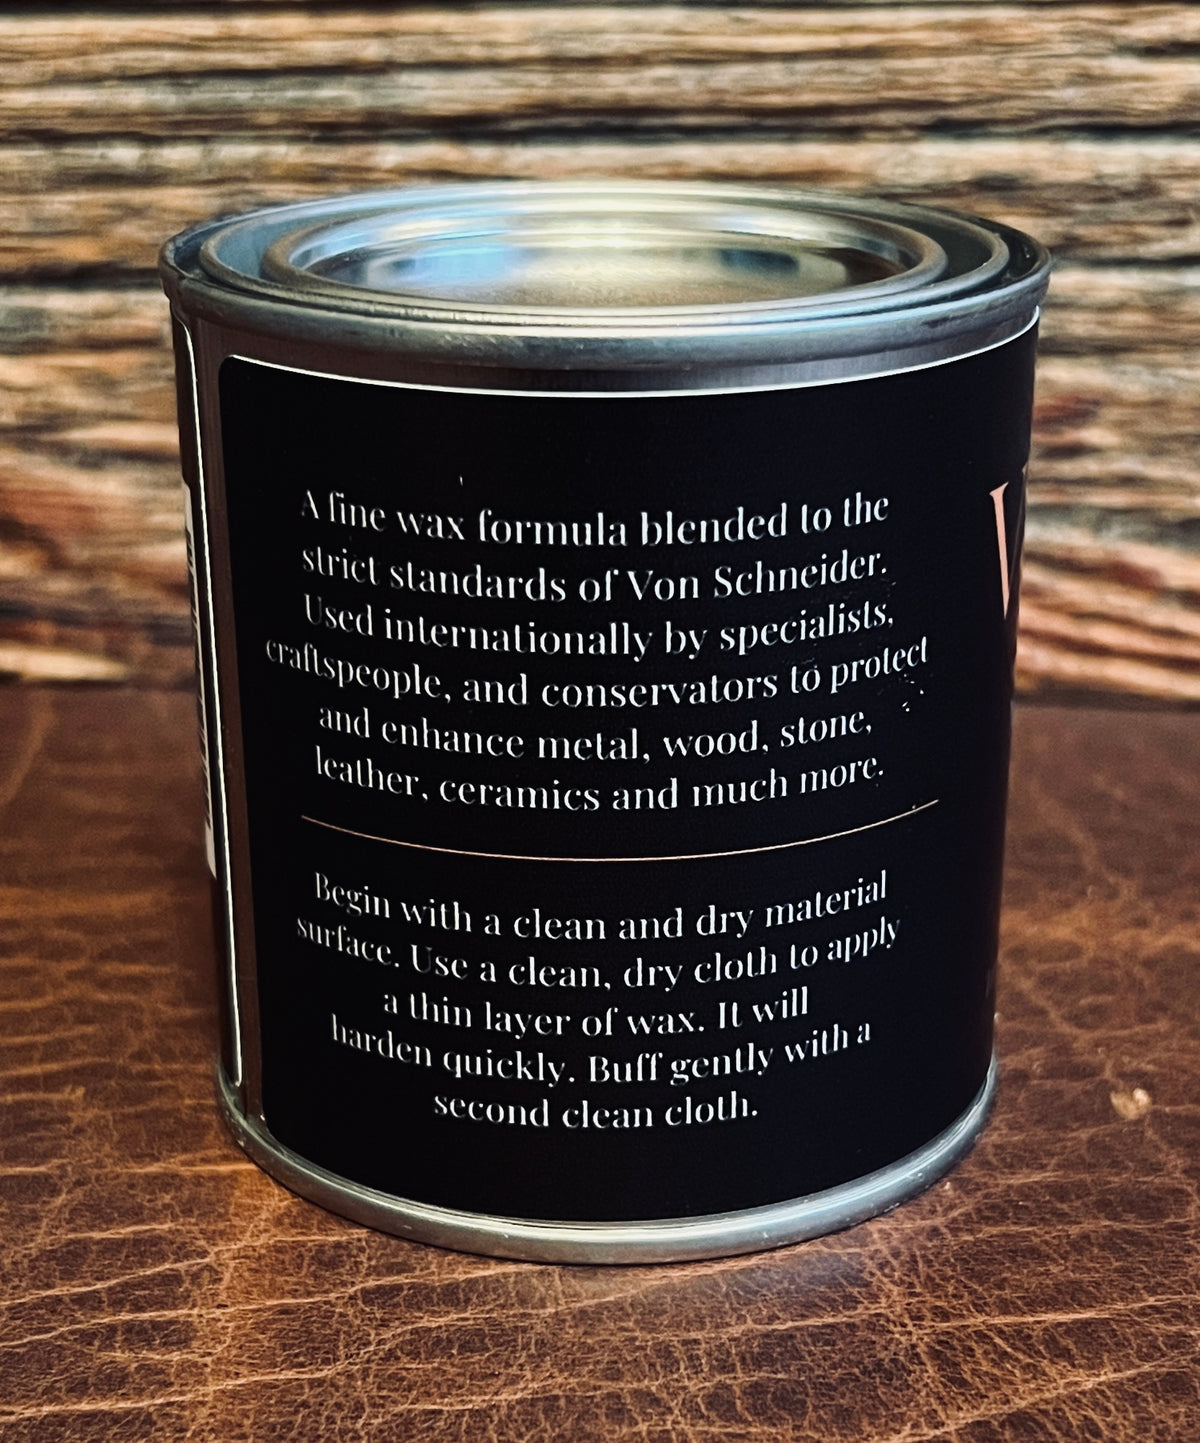 A fine wax formula blended to the
strict standards of Von Schneider.
Used internationally by specialists,
craftspeople, and conservators to protect
and enhance metal, wood, stone,
leather, ceramics and much more.
Begin with a clean and dry material
surface. Use a clean, dry cloth to apply
a thin layer of wax. It will
harden quickly. Buff gently with a
second clean cloth.